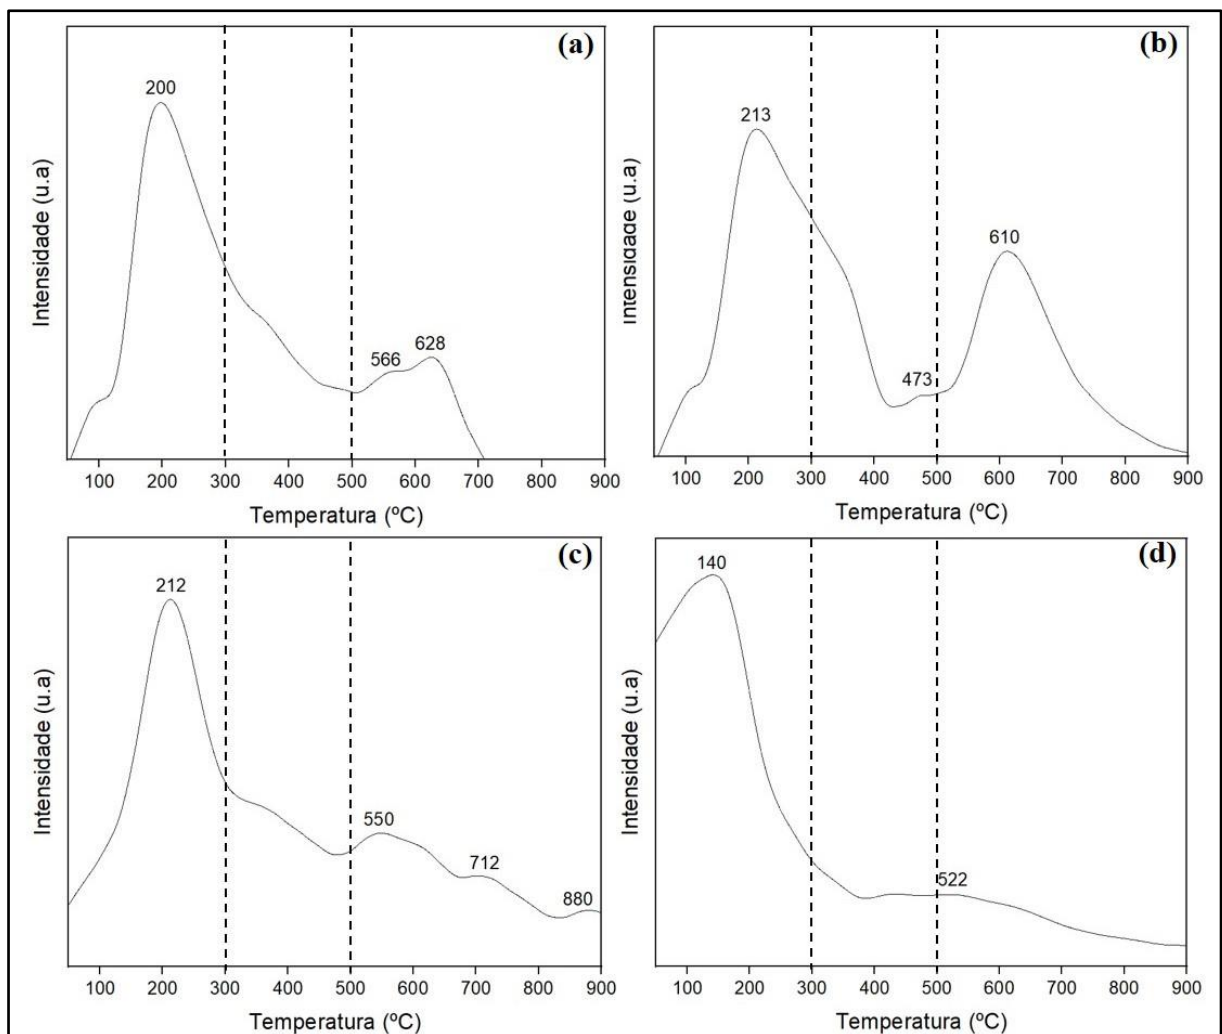 (a)
200
566
628
Intensidade (u.a)
100 200 300 400 500 600 700 800 900
Temperatura (ºC)
(b)
213
473
610
Intensidade (u.a)
100 200 300 400 500 600 700 800 900
Temperatura (ºC)
(c)
212
550
712
880
Intensidade (u.a)
100 200 300 400 500 600 700 800 900
Temperatura (ºC)
(d)
140
522
Intensidade (u.a)
100 200 300 400 500 600 700 800 900
Temperatura (ºC)